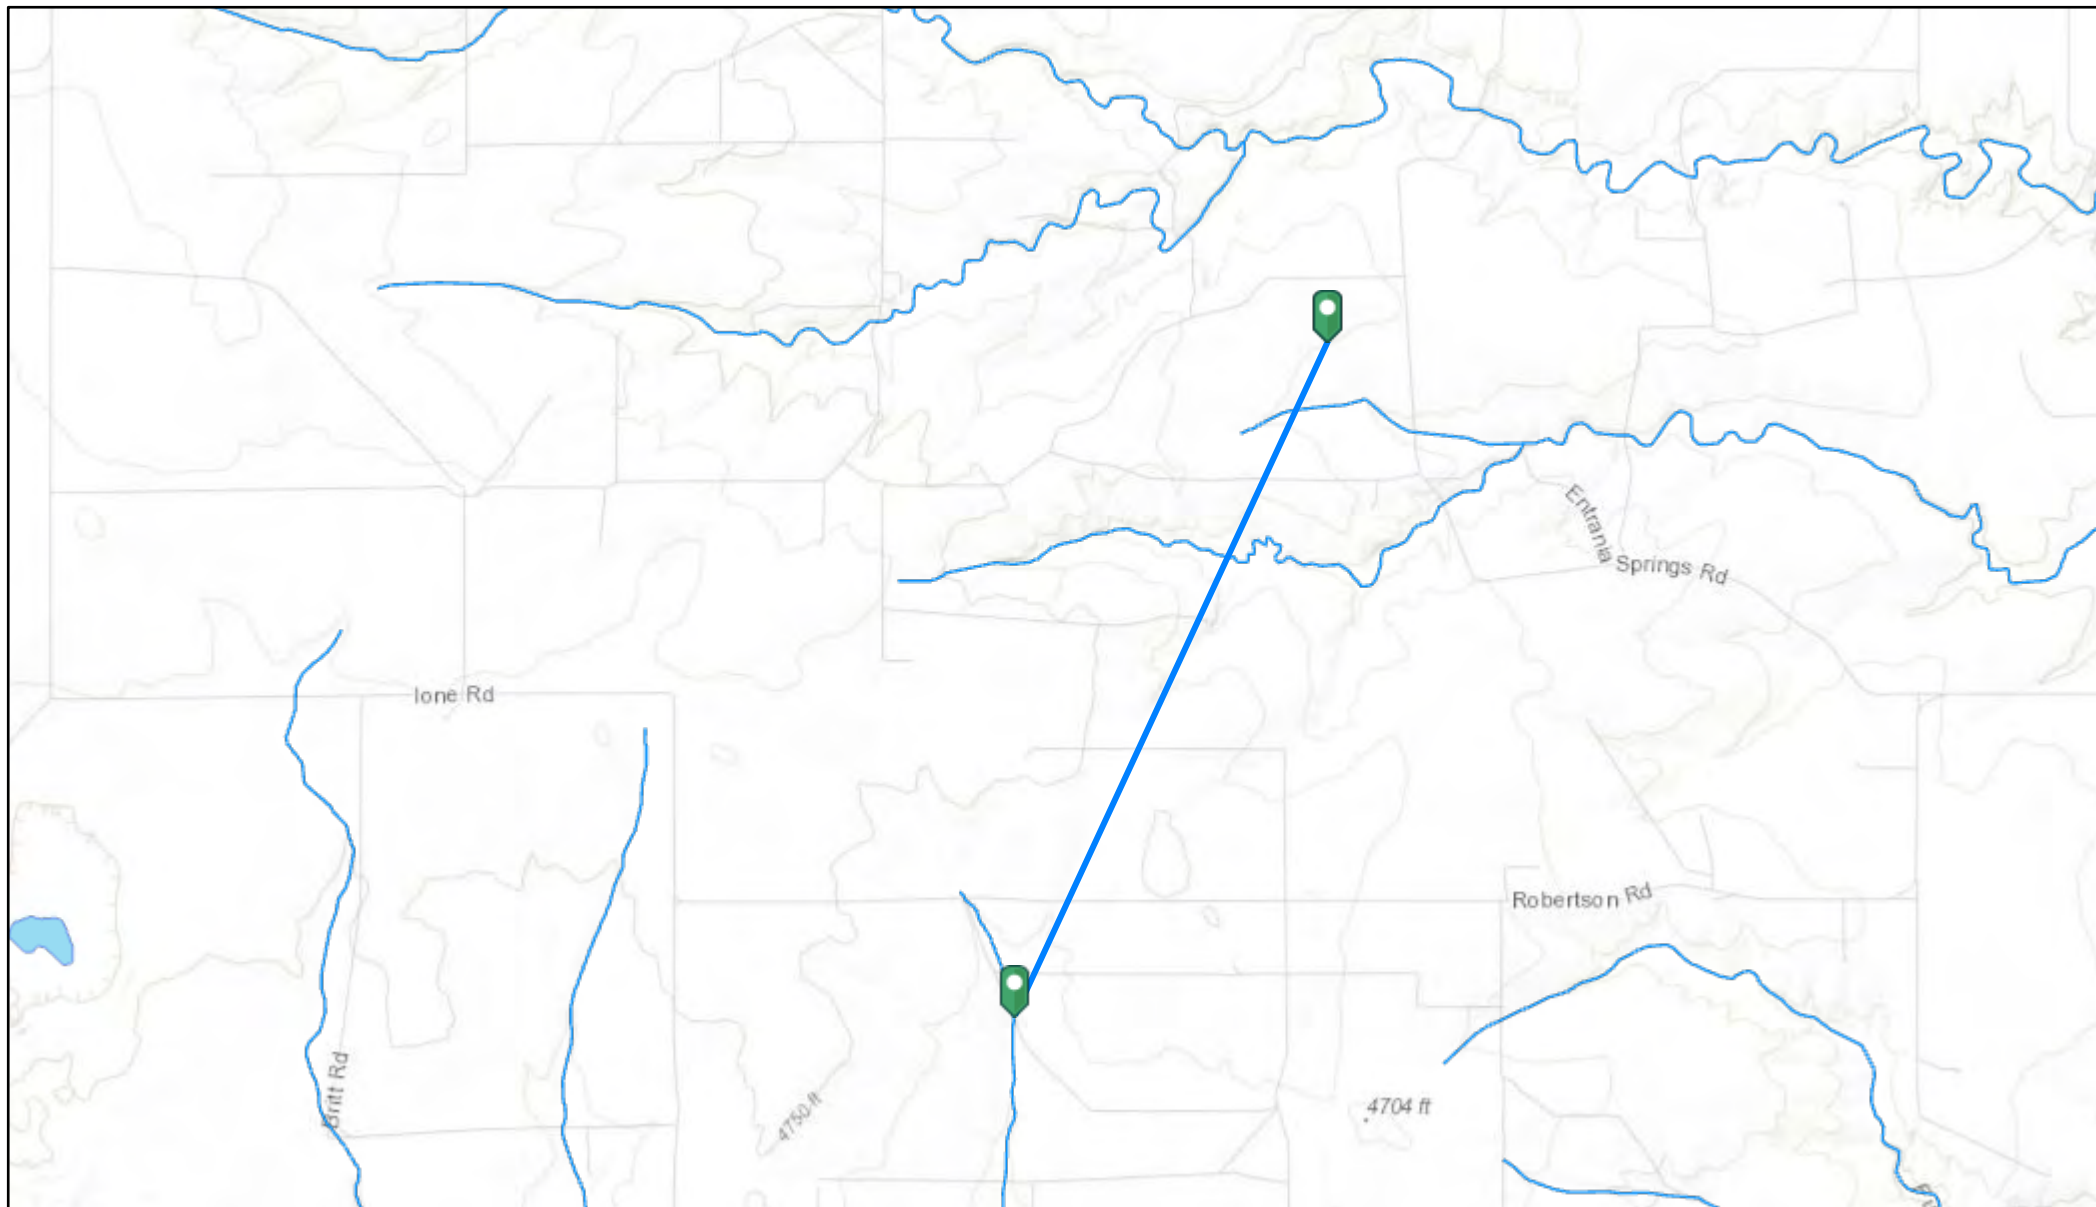 Entrania
Springs Rd
Ione Rd
Robertson Rd
Britt Rd
4750 ft
4704 ft